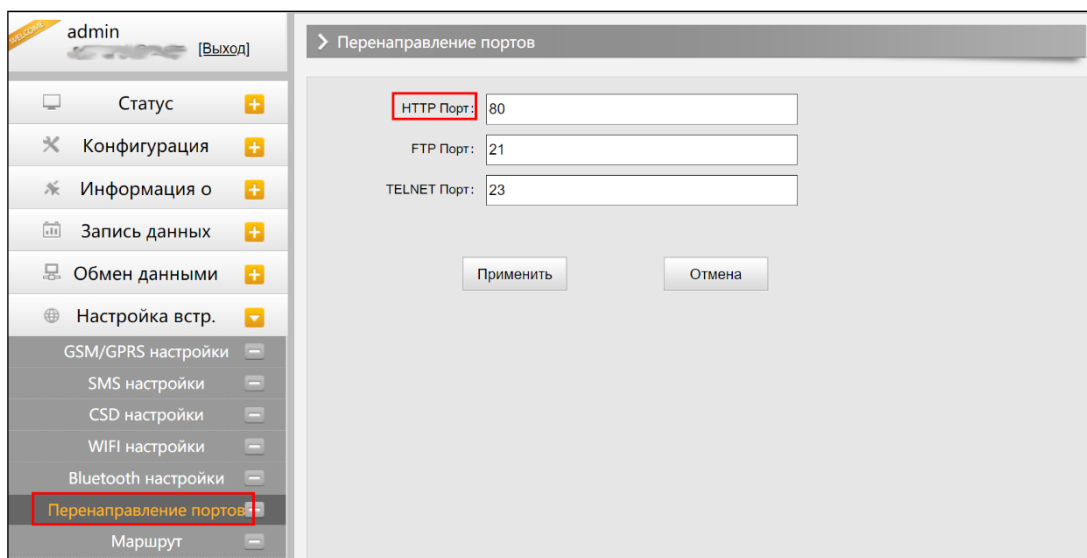 WELCOME
admin
[Выход]
Статус
Конфигурация
Информация о
Запись данных
Обмен данными
Настройка встр.
GSM/GPRS настройки
SMS настройки
CSD настройки
WIFI настройки
Bluetooth настройки
Перенаправление портов
Маршрут
Перенаправление портов
HTTP Порт: 80
FTP Порт: 21
TELNET Порт: 23
Применить Отмена